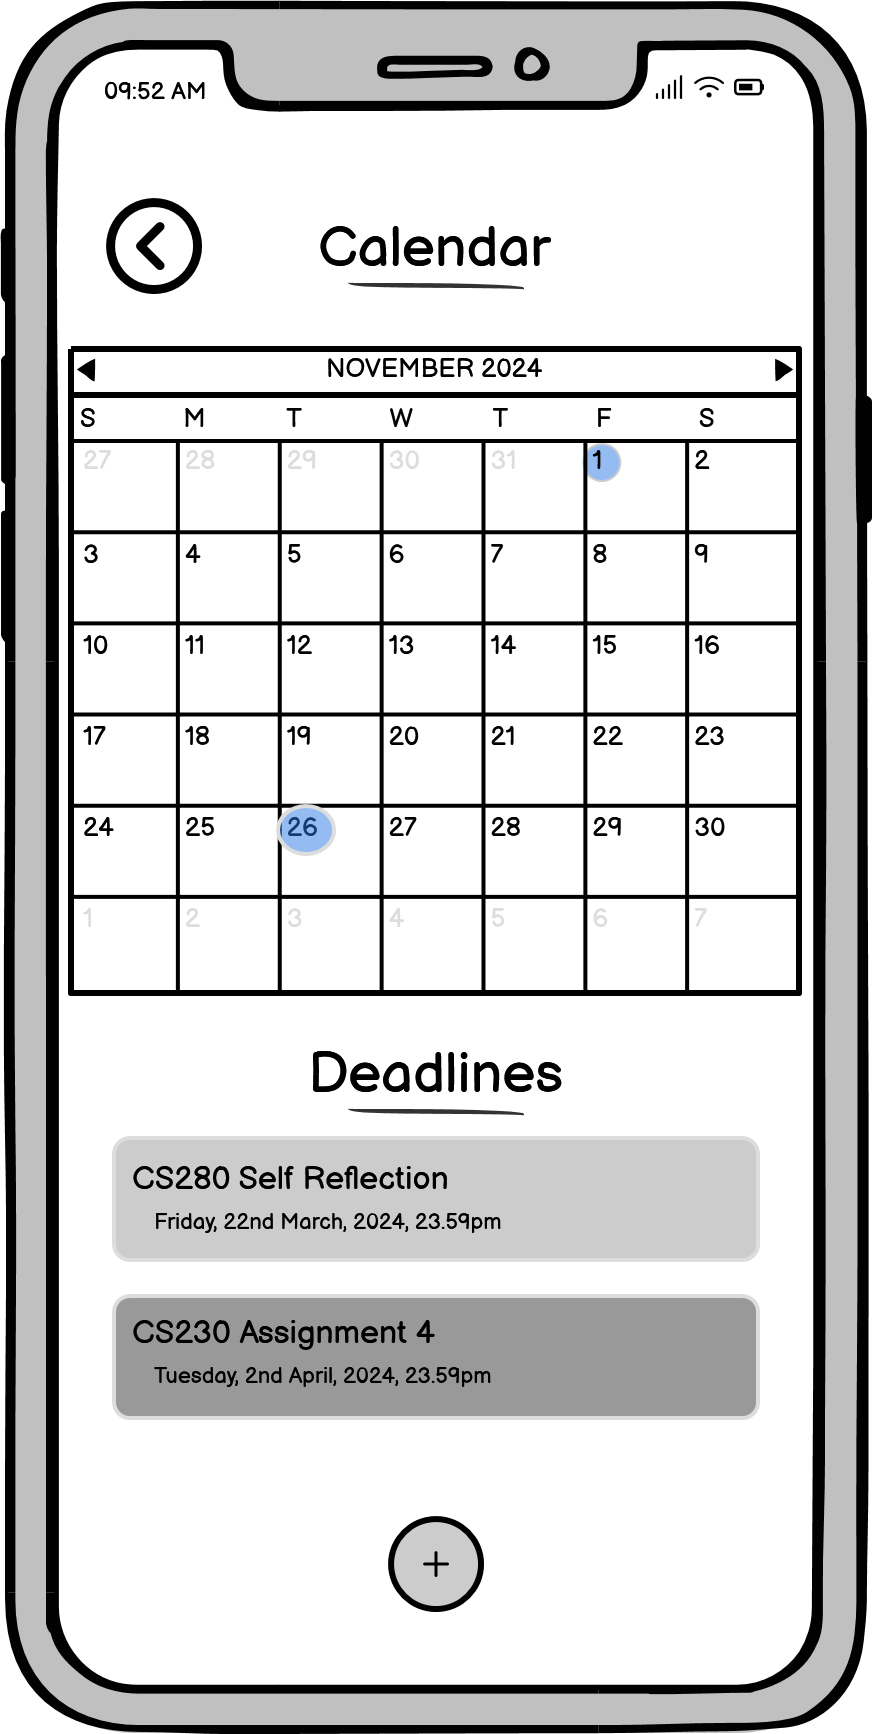 09:52 AM
Calendar
NOVEMBER 2024
S M T W T F S
27 28 29 30 31 1 2
3 4 5 6 7 8 9
10 11 12 13 14 15 16
17 18 19 20 21 22 23
24 25 26 27 28 29 30
1 2 3 4 5 6 7
Deadlines
CS280 Self Reflection
Friday, 22nd March, 2024, 23.59pm
CS230 Assignment 4
Tuesday, 2nd April, 2024, 23.59pm
+